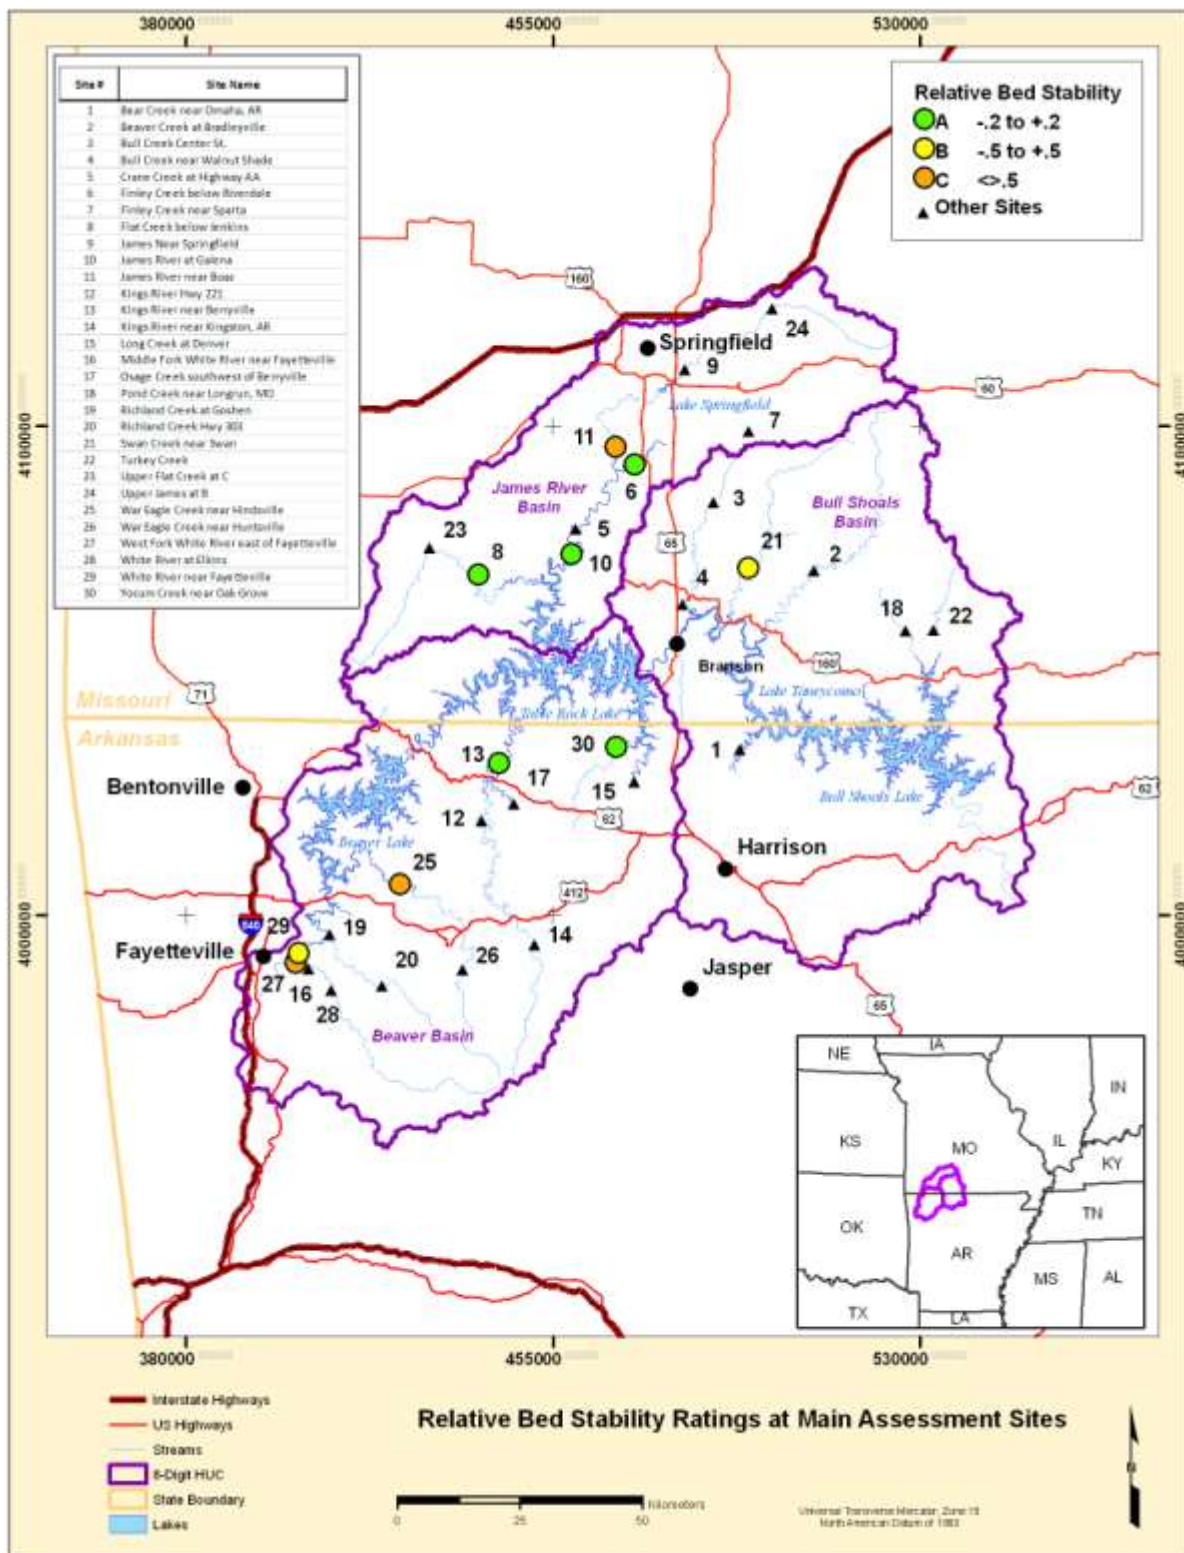 380000
455000
530000
Site #
Site Name
1 Bear Creek near Omaha, AR
2 Beaver Creek at Bradleyville
3 Bull Creek Center St.
4 Bull Creek near Walnut Shade
5 Crane Creek at Highway AA
6 Finley Creek below Riverdale
7 Finley Creek near Sparta
8 Flat Creek below Jenkins
9 James Near Springfield
10 James River at Galena
11 James River near Boaz
12 Kings River Hwy 221
13 Kings River near Berryville
14 Kings River near Kingston, AR
15 Long Creek at Denver
16 Middle Fork White River near Fayetteville
17 Osage Creek southwest of Berryville
18 Pond Creek near Longrun, MO
19 Richland Creek at Goshen
20 Richland Creek Hwy 303
21 Swan Creek near Swan
22 Turkey Creek
23 Upper Flat Creek at C
24 Upper James at B
25 War Eagle Creek near Hindsville
26 War Eagle Creek near Huntsville
27 West Fork White River east of Fayetteville
28 White River at Elkins
29 White River near Fayetteville
30 Yocum Creek near Oak Grove
Relative Bed Stability
A -.2 to +.2
B -.5 to +.5
C <>.5
Other Sites
160
24
Springfield
9
60
Lake Springfield
7
4100000
4100000
11
6
James River
Basin
3
Bull Shoals
Basin
23
5
65
21
8
10
2
4
18
22
Branson
160
71
Lake Taneycomo
Missouri
Table Rock Lake
Arkansas
13
30
1
Bentonville
17
15
62
Bull Shoals Lake
12
62
Beaver Lake
Harrison
25
412
4000000
4000000
540
29
19
14
Fayetteville
26
20
Jasper
27
16
28
65
Beaver Basin
NE
IA
IN
KS
MO
IL
KY
TN
OK
AR
MS
AL
TX
LA
380000
455000
530000
Interstate Highways
US Highways
Streams
8-Digit HUC
State Boundary
Lakes
Relative Bed Stability Ratings at Main Assessment Sites
N
Kilometers
0
25
50
Universal Transverse Mercator, Zone 15
North American Datum of 1983